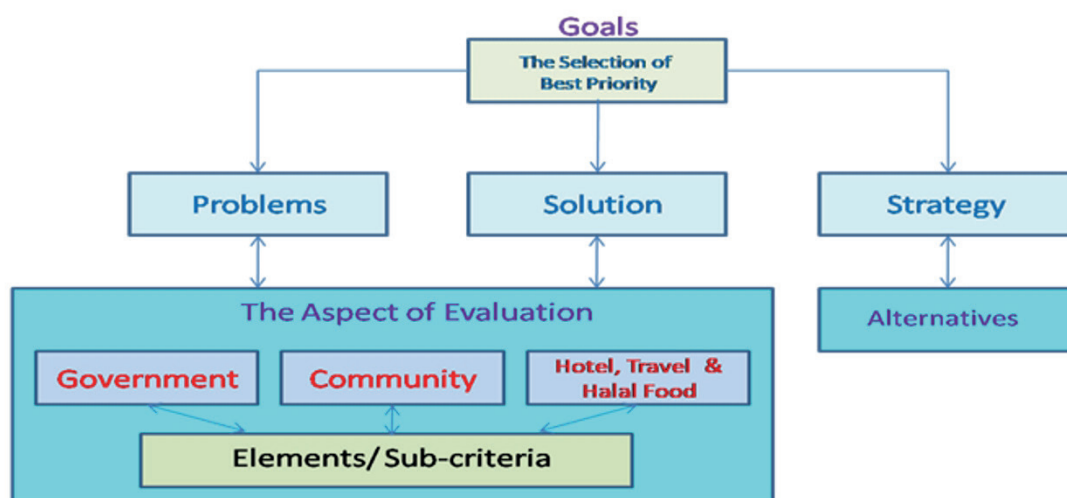 Goals
The Selection of
Best Priority
Problems
Solution
Strategy
The Aspect of Evaluation
Alternatives
Government
Community
Hotel, Travel &
Halal Food
Elements/ Sub-criteria